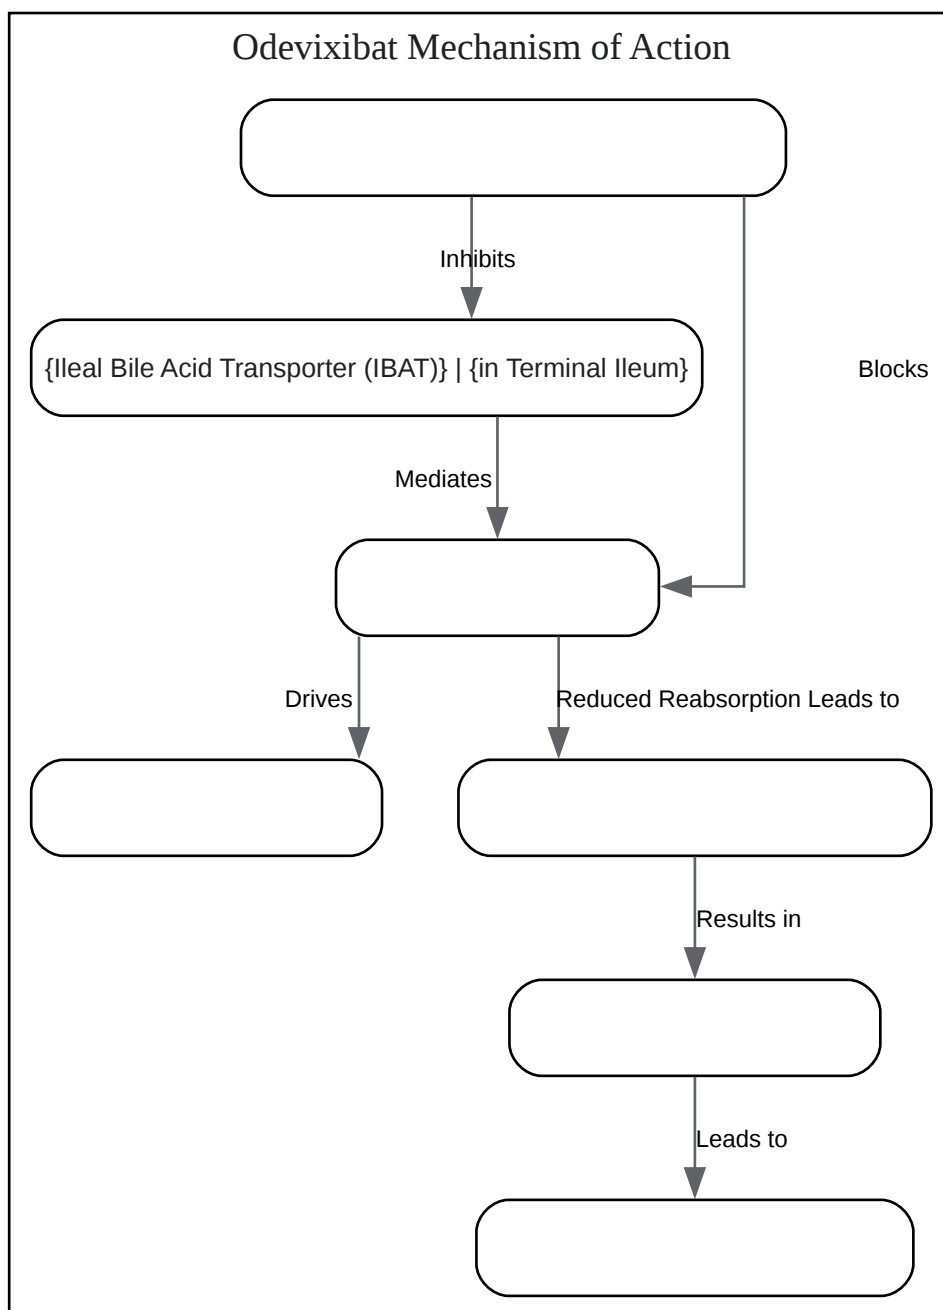 Odevixibat Mechanism of Action
Inhibits
{Ileal Bile Acid Transporter (IBAT)} | {in Terminal Ileum}
Blocks
Mediates
Drives
Reduced Reabsorption Leads to
Results in
Leads to